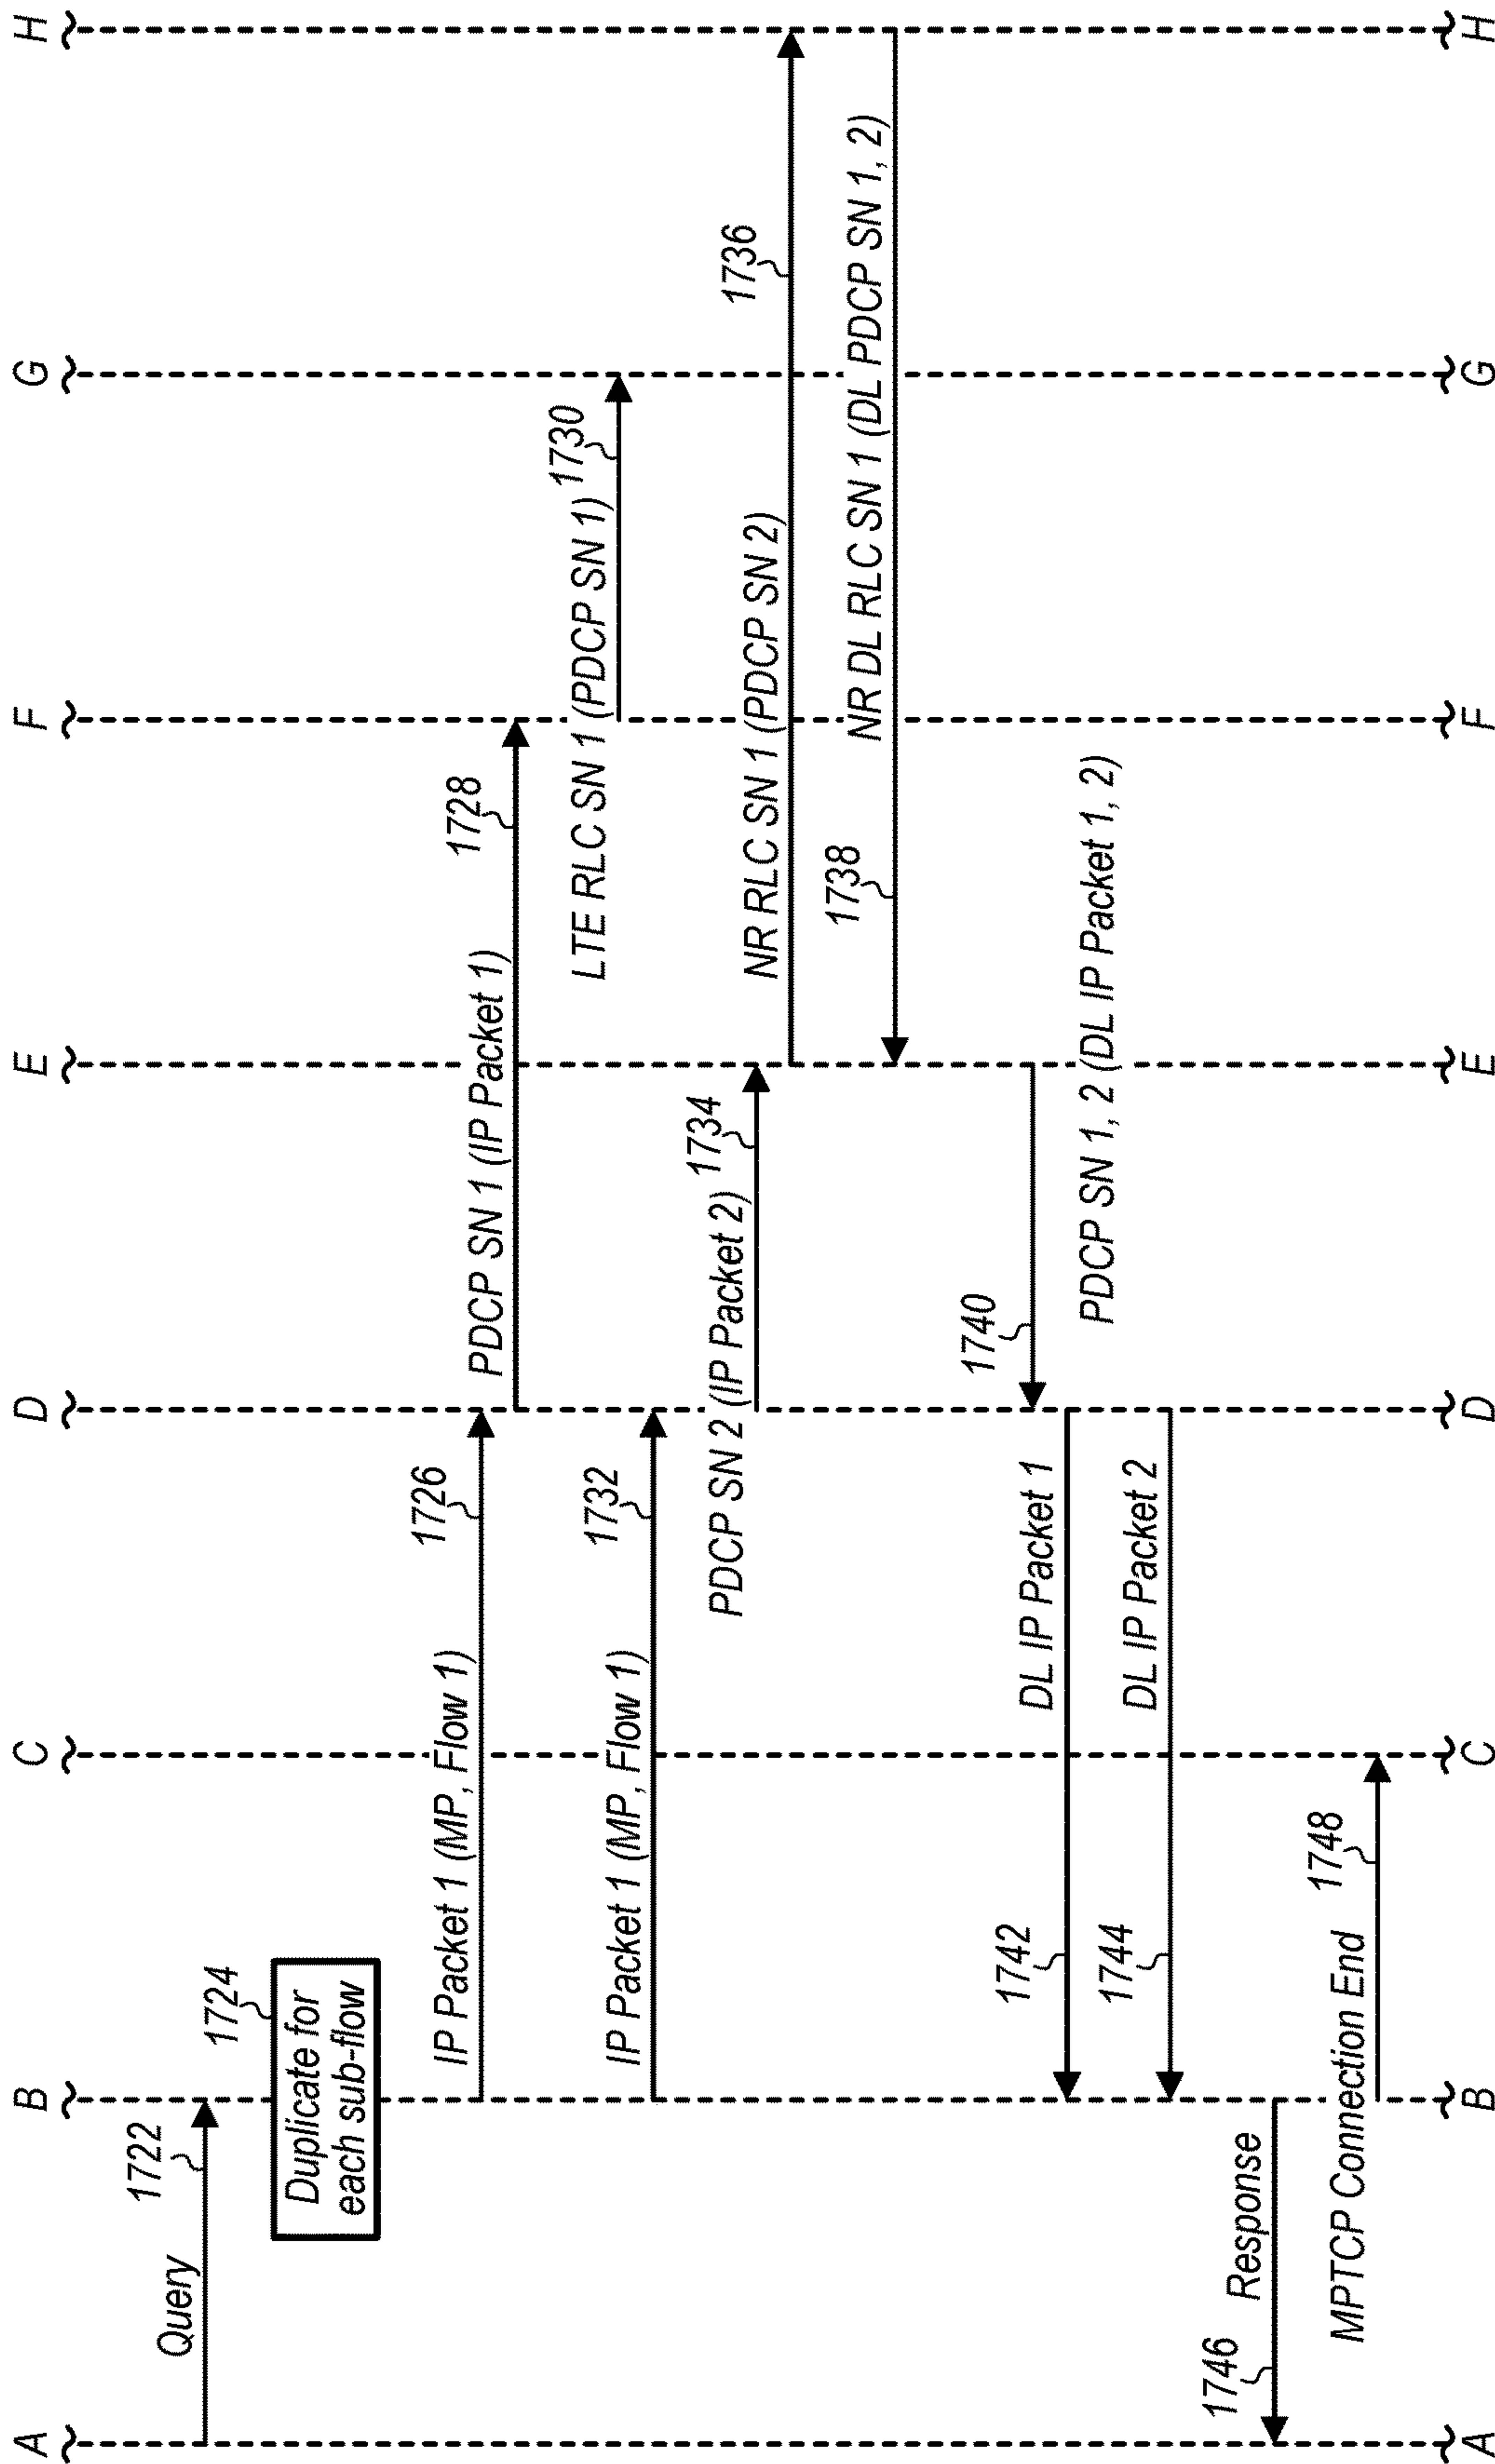 A
B
C
D
E
F
G
H
Query
1722
1724
Duplicate for
each sub-flow
IP Packet 1 (MP, Flow 1)
1726
PDCP SN 1 (IP Packet 1)
1728
LTE RLC SN 1 (PDCP SN 1)
1730
IP Packet 1 (MP, Flow 1)
1732
PDCP SN 2 (IP Packet 2)
1734
NR RLC SN 1 (PDCP SN 2)
1736
1738
NR DL RLC SN 1 (DL PDCP SN 1, 2)
1740
PDCP SN 1, 2 (DL IP Packet 1, 2)
1742
DL IP Packet 1
1744
DL IP Packet 2
1746
Response
MPTCP Connection End
1748
A
B
C
D
E
F
G
H